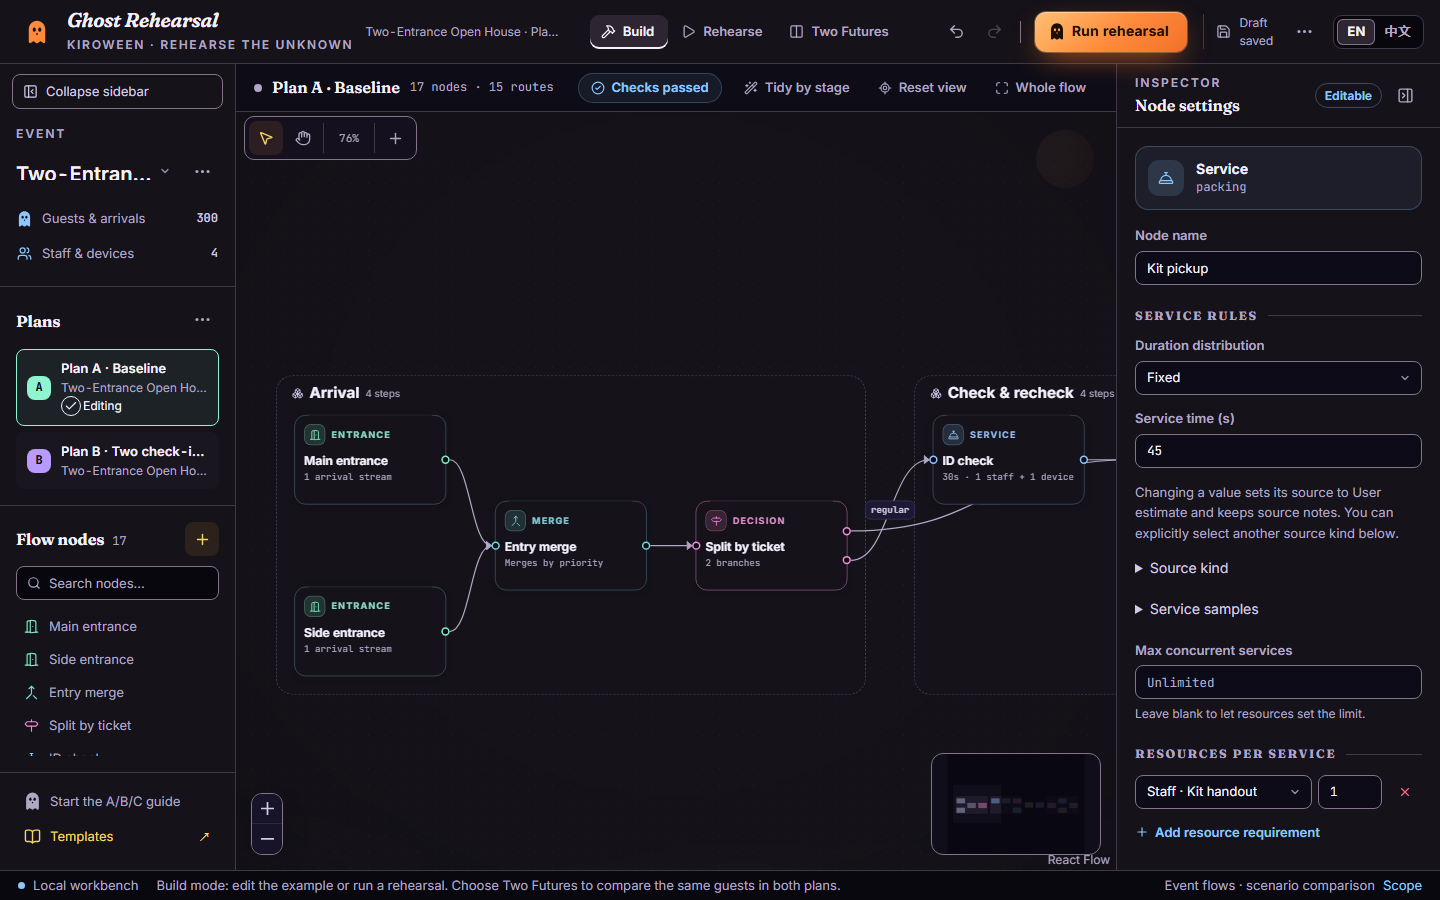 Ghost Rehearsal
KIROWEEN · REHEARSE THE UNKNOWN
Two-Entrance Open House · Pla...
Build
Rehearse
Two Futures
Run rehearsal
Draft
saved
EN
中文
Collapse sidebar
EVENT
Two-Entran...
Guests & arrivals
300
Staff & devices
4
Plans
A
Plan A · Baseline
Two-Entrance Open Ho...
Editing
B
Plan B · Two check-i...
Two-Entrance Open Ho...
Flow nodes 17
Search nodes...
Main entrance
Side entrance
Entry merge
Split by ticket
Start the A/B/C guide
Templates
Plan A · Baseline
17 nodes · 15 routes
Checks passed
Tidy by stage
Reset view
Whole flow
76%
Arrival 4 steps
ENTRANCE
Main entrance
1 arrival stream
ENTRANCE
Side entrance
1 arrival stream
MERGE
Entry merge
Merges by priority
DECISION
Split by ticket
2 branches
regular
Check & recheck 4 steps
SERVICE
ID check
30s · 1 staff + 1 device
React Flow
INSPECTOR
Node settings
Editable
Service
packing
Node name
Kit pickup
SERVICE RULES
Duration distribution
Fixed
Service time (s)
45
Changing a value sets its source to User
estimate and keeps source notes. You can
explicitly select another source kind below.
Source kind
Service samples
Max concurrent services
Unlimited
Leave blank to let resources set the limit.
RESOURCES PER SERVICE
Staff · Kit handout
1
Add resource requirement
Local workbench
Build mode: edit the example or run a rehearsal. Choose Two Futures to compare the same guests in both plans.
Event flows · scenario comparison
Scope